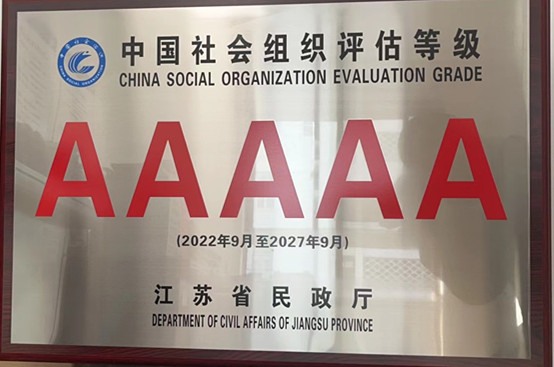 中国社会组织评估等级
CHINA SOCIAL ORGANIZATION EVALUATION GRADE
AAAAA
(2022年9月至2027年9月)
江苏省民政厅
DEPARTMENT OF CIVIL AFFAIRS OF JIANGSU PROVINCE